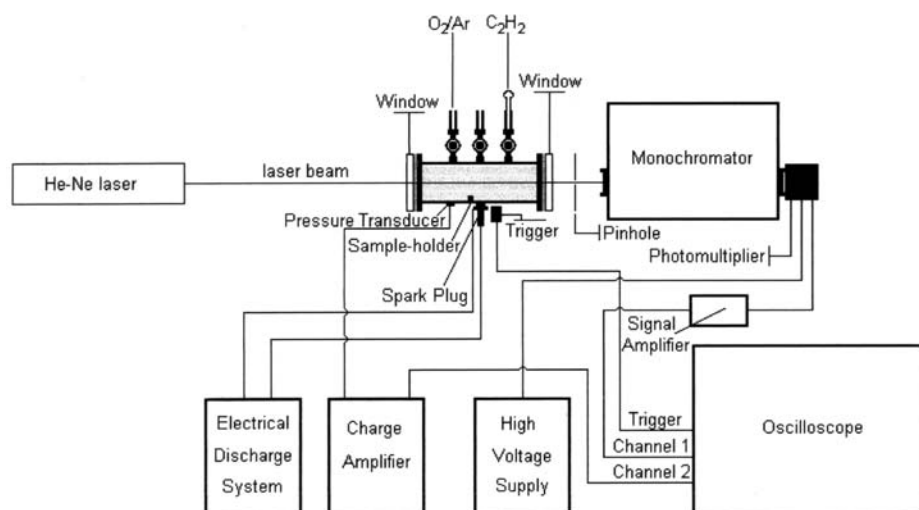 O₂/Ar
C₂H₂
Window
Window
He-Ne laser
laser beam
Monochromator
Pressure Transducer
Sample-holder
Trigger
Pinhole
Photomultiplier
Spark Plug
Signal
Amplifier
Electrical
Discharge
System
Charge
Amplifier
High
Voltage
Supply
Trigger
Channel 1
Channel 2
Oscilloscope